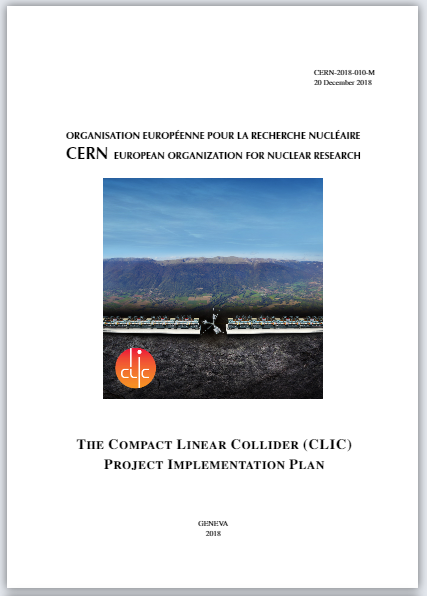 CERN-2018-010-M
20 December 2018
ORGANISATION EUROPÉENNE POUR LA RECHERCHE NUCLÉAIRE
CERN EUROPEAN ORGANIZATION FOR NUCLEAR RESEARCH
clic
THE COMPACT LINEAR COLLIDER (CLIC)
PROJECT IMPLEMENTATION PLAN
GENEVA
2018